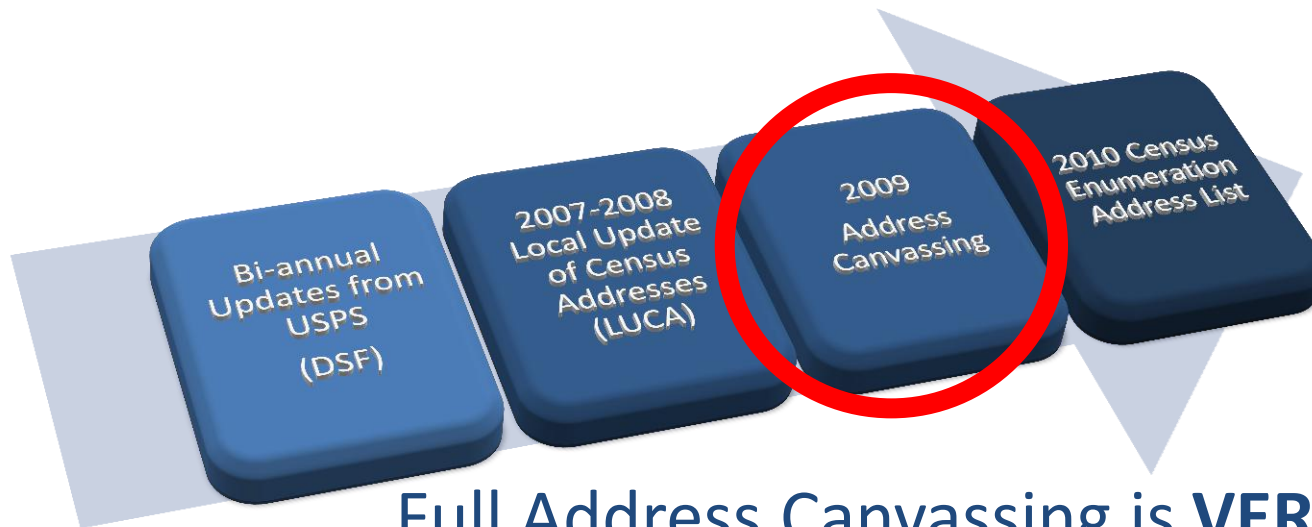 Bi-annual
Updates from
USPS
(DSF)
2007-2008
Local Update
of Census
Addresses
(LUCA)
2009
Address
Canvassing
2010 Census
Enumeration
Address List
Full Address Canvassing is VER